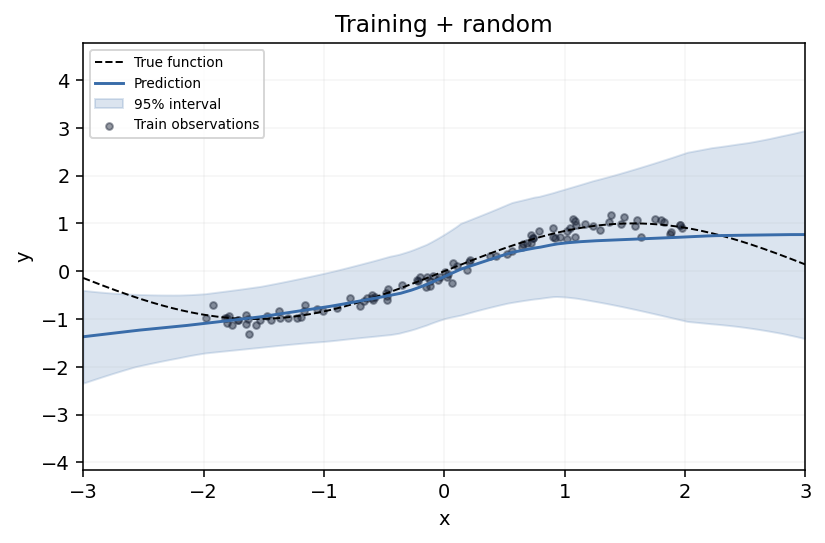 Training + random
True function
Prediction
95% interval
Train observations
4
3
2
1
0
−1
−2
−3
−4
y
−3 −2 −1 0 1 2 3
x